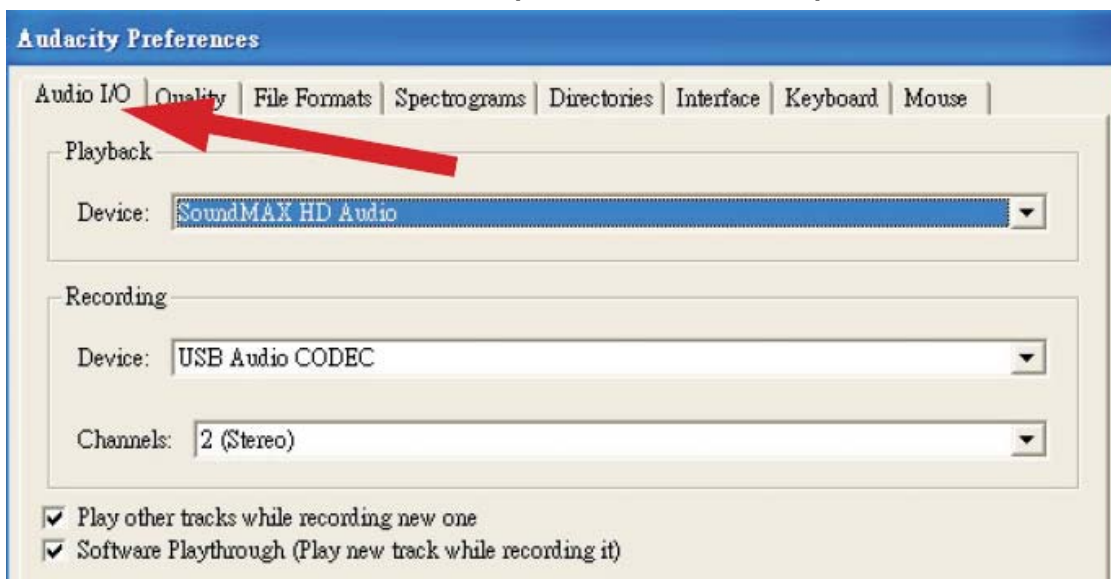 Audacity Preferences
Audio I/O Quality File Formats Spectrograms Directories Interface Keyboard Mouse
Playback
Device: SoundMAX HD Audio
Recording
Device: USB Audio CODEC
Channels: 2 (Stereo)
Play other tracks while recording new one
Software Playthrough (Play new track while recording it)